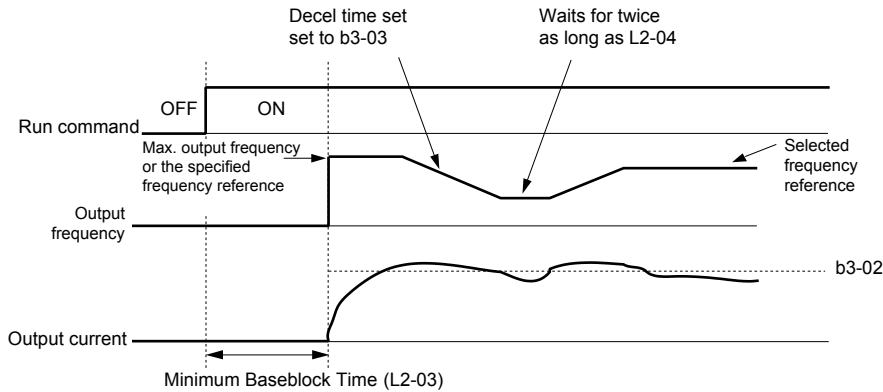 Decel time set
set to b3-03
Waits for twice
as long as L2-04
OFF
ON
Run command
Max. output frequency
or the specified
frequency reference
Selected
frequency
reference
Output
frequency
b3-02
Output current
Minimum Baseblock Time (L2-03)